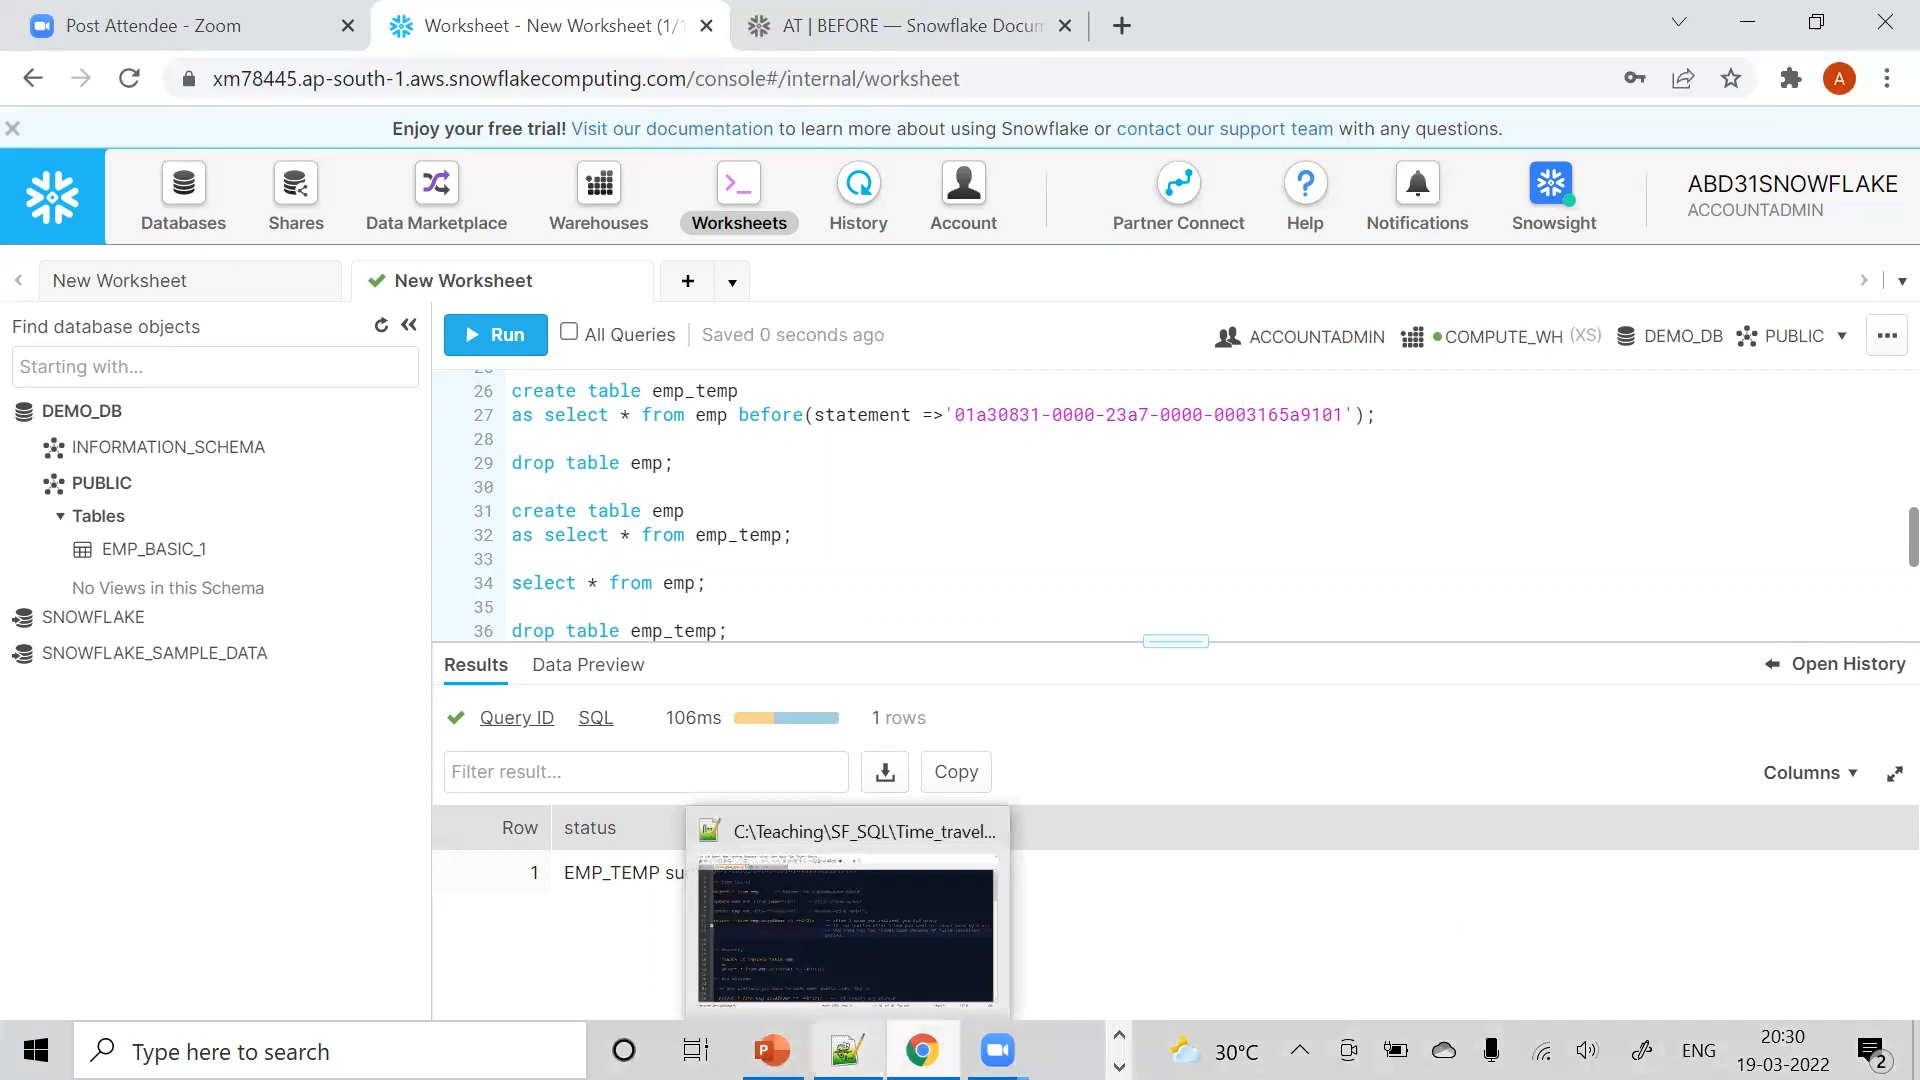 Post Attendee - Zoom
Worksheet - New Worksheet (1/
AT | BEFORE — Snowflake Docum
xm78445.ap-south-1.aws.snowflakecomputing.com/console#/internal/worksheet
A
Enjoy your free trial! Visit our documentation to learn more about using Snowflake or contact our support team with any questions.
Databases
Shares
Data Marketplace
Warehouses
Worksheets
History
Account
Partner Connect
Help
Notifications
Snowsight
ABD31SNOWFLAKE
ACCOUNTADMIN
New Worksheet
New Worksheet
Find database objects
Starting with...
DEMO_DB
INFORMATION_SCHEMA
PUBLIC
Tables
EMP_BASIC_1
No Views in this Schema
SNOWFLAKE
SNOWFLAKE_SAMPLE_DATA
Run
All Queries
Saved 0 seconds ago
ACCOUNTADMIN
COMPUTE_WH (XS)
DEMO_DB
PUBLIC
26 create table emp_temp
27 as select * from emp before(statement =>'01a30831-0000-23a7-0000-0003165a9101');
28
29 drop table emp;
30
31 create table emp
32 as select * from emp_temp;
33
34 select * from emp;
35
36 drop table emp_temp;
Results
Data Preview
Open History
Query ID
SQL
106ms
1 rows
Filter result...
Copy
Columns
Row
status
1
EMP_TEMP su
C:\Teaching\SF_SQL\Time_travel...
Type here to search
30°C
ENG
20:30
19-03-2022
2